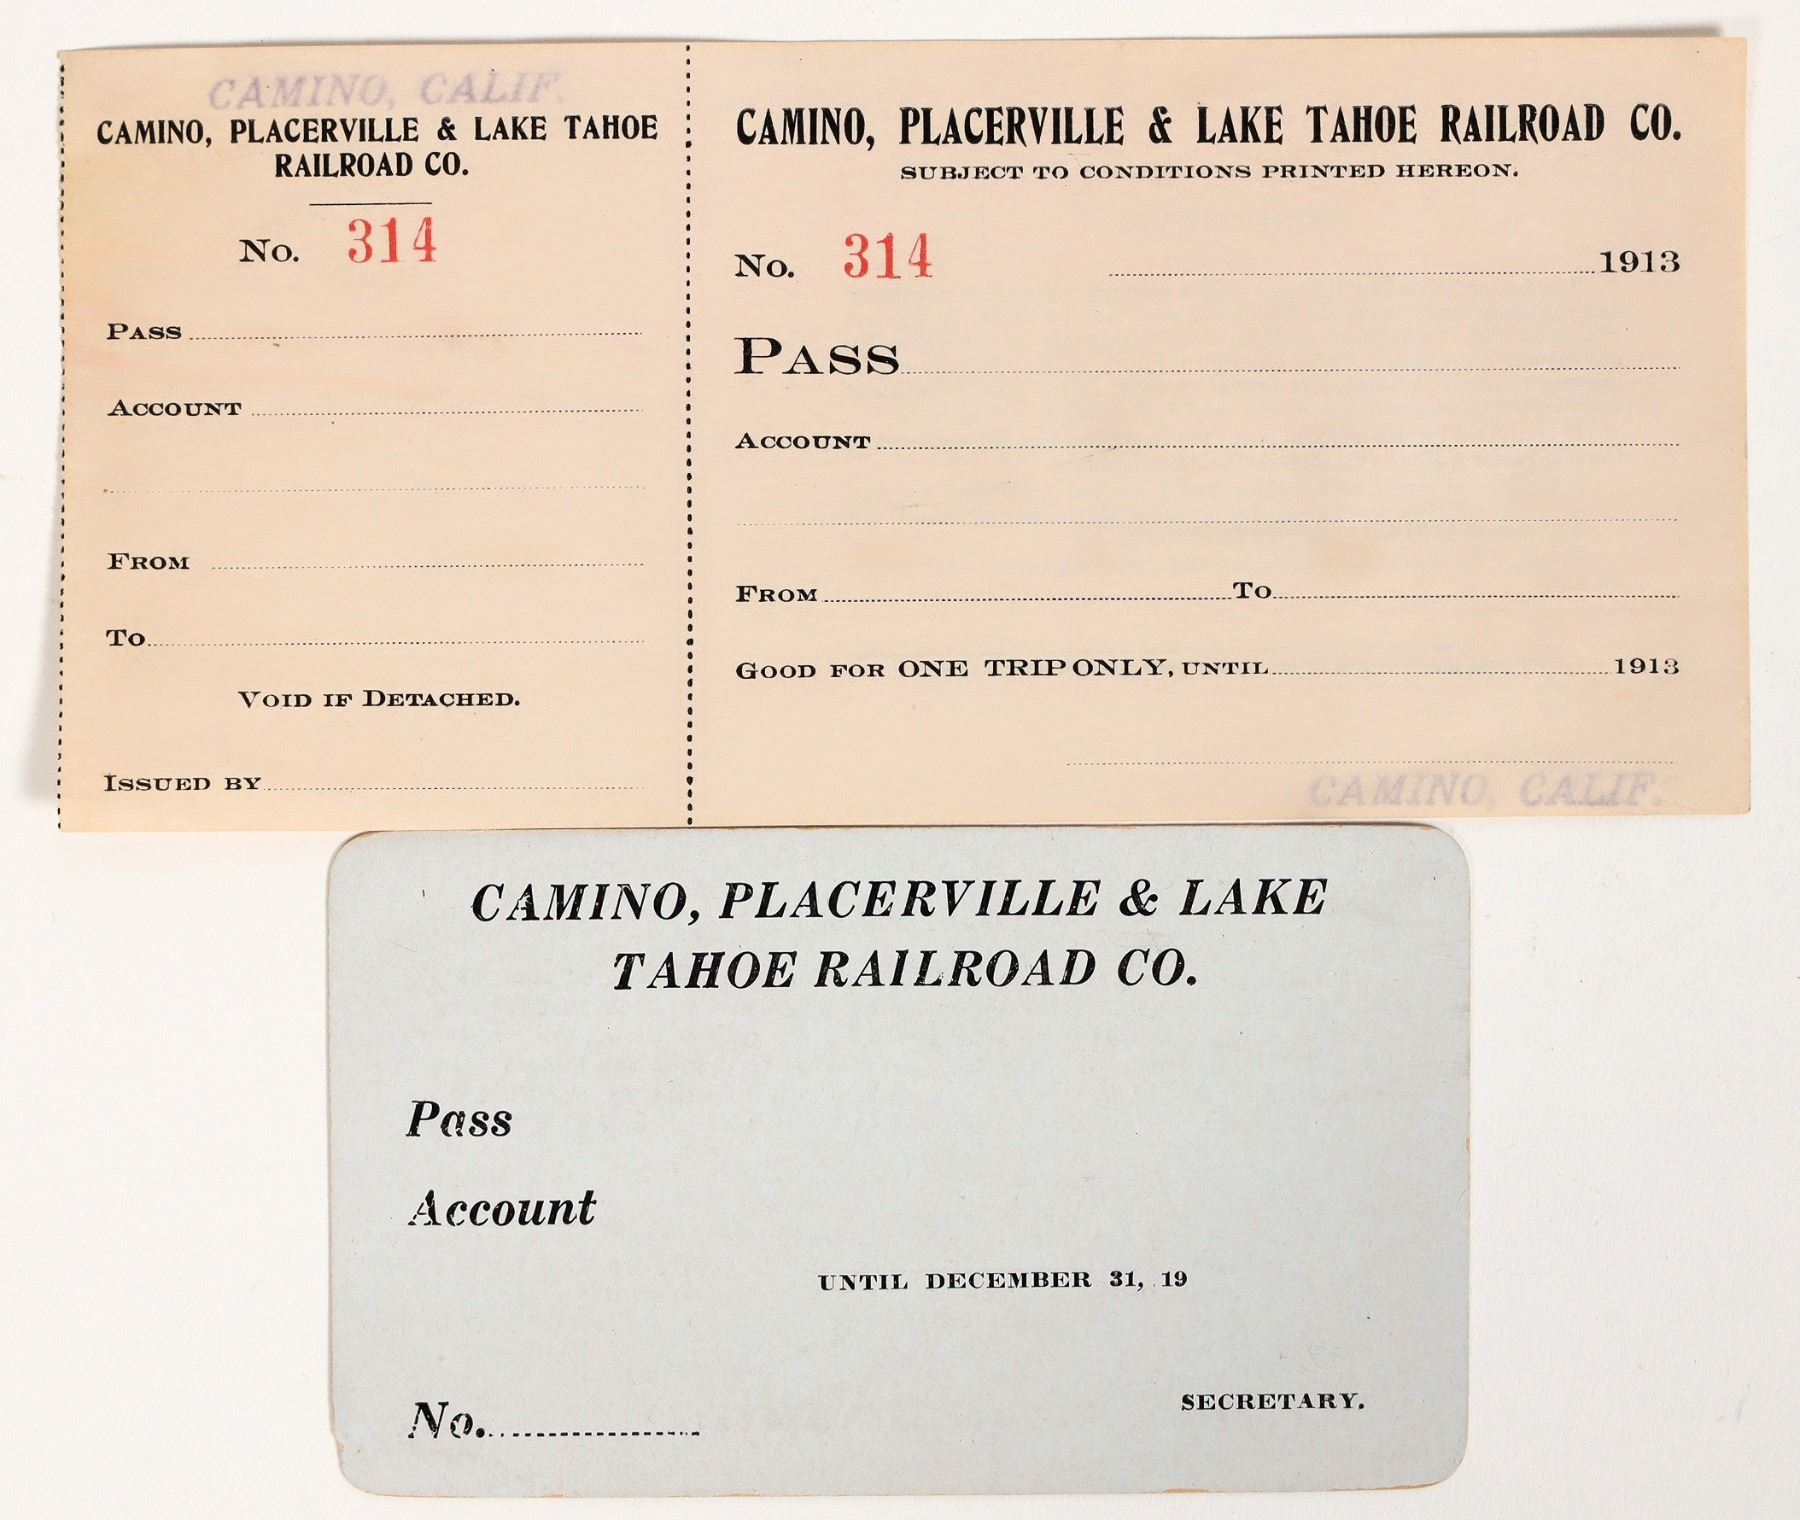 CAMINO, CALIF.
CAMINO, PLACERVILLE & LAKE TAHOE
RAILROAD CO.
No. 314
PASS
ACCOUNT
FROM
TO
VOID IF DETACHED.
ISSUED BY
CAMINO, PLACERVILLE & LAKE TAHOE RAILROAD CO.
SUBJECT TO CONDITIONS PRINTED HEREON.
No. 314 1913
PASS
ACCOUNT
FROM TO
GOOD FOR ONE TRIP ONLY, UNTIL 1913
CAMINO, CALIF.
CAMINO, PLACERVILLE & LAKE
TAHOE RAILROAD CO.
Pass
Account
UNTIL DECEMBER 31, 19
SECRETARY.
No.